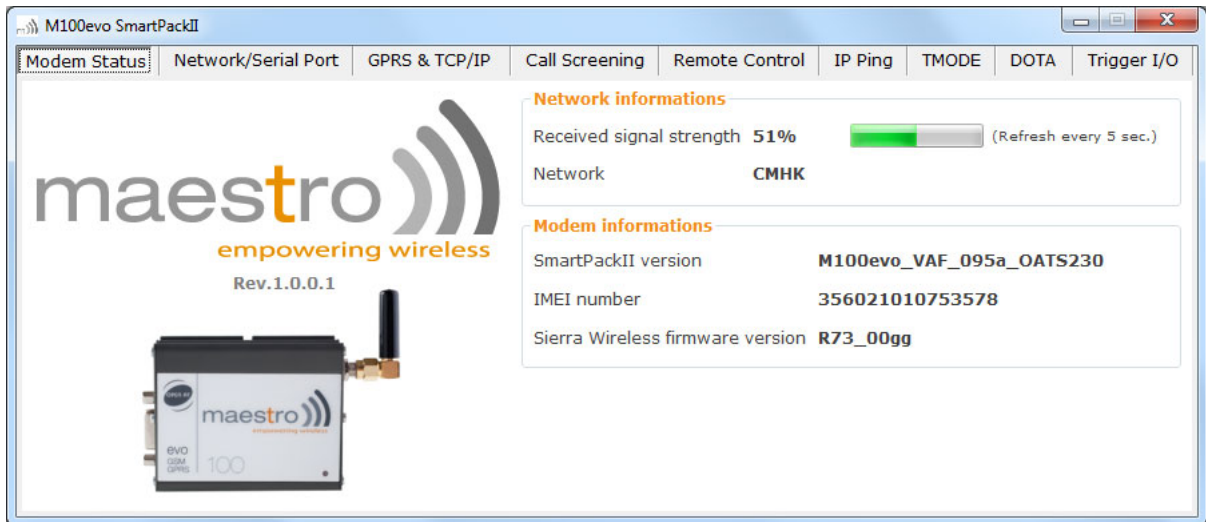 M100evo SmartPackII
Modem Status Network/Serial Port GPRS & TCP/IP Call Screening Remote Control IP Ping TMODE DOTA Trigger I/O
maestro
empowering wireless
Rev.1.0.0.1
Network informations
Received signal strength 51% (Refresh every 5 sec.)
Network CMHK
Modem informations
SmartPackII version M100evo_VAF_095a_OATS230
IMEI number 356021010753578
Sierra Wireless firmware version R73_00gg
maestro
empowering wireless
evo
GSM
GPRS
100